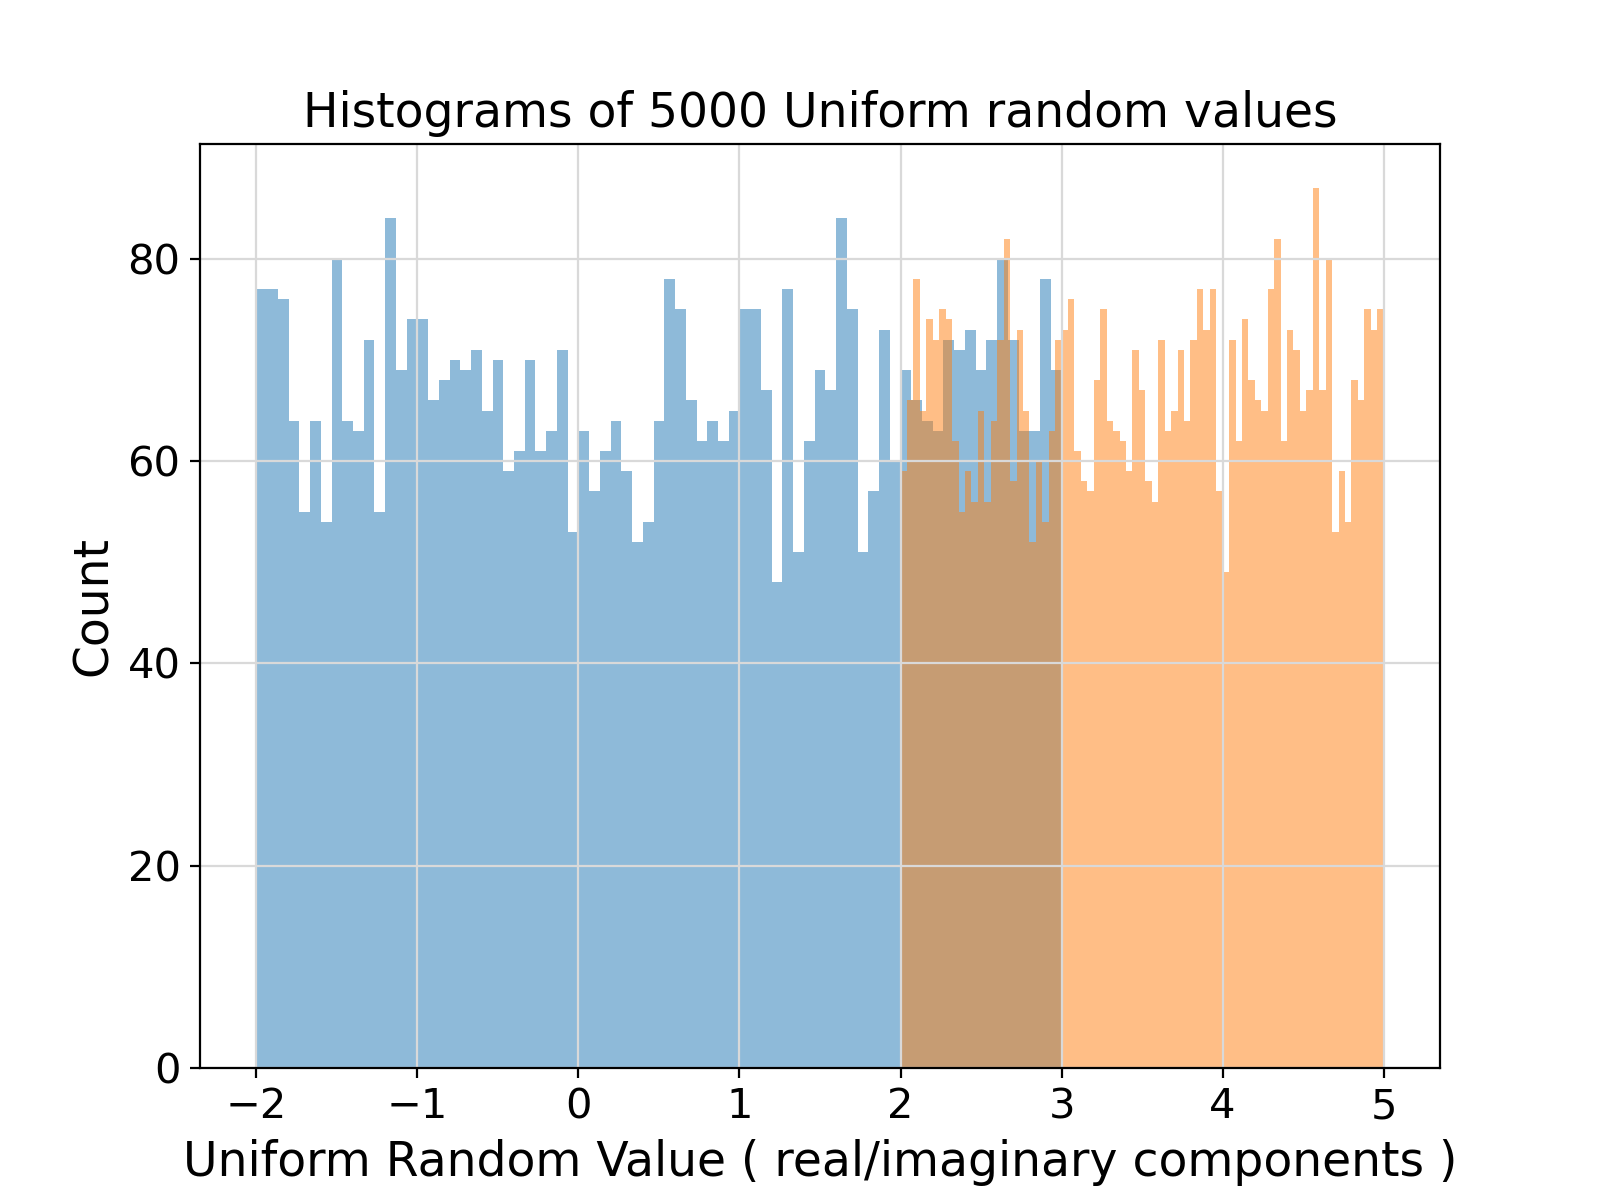 Histograms of 5000 Uniform random values
80
60
40
20
0
Count
−2 −1 0 1 2 3 4 5
Uniform Random Value ( real/imaginary components )